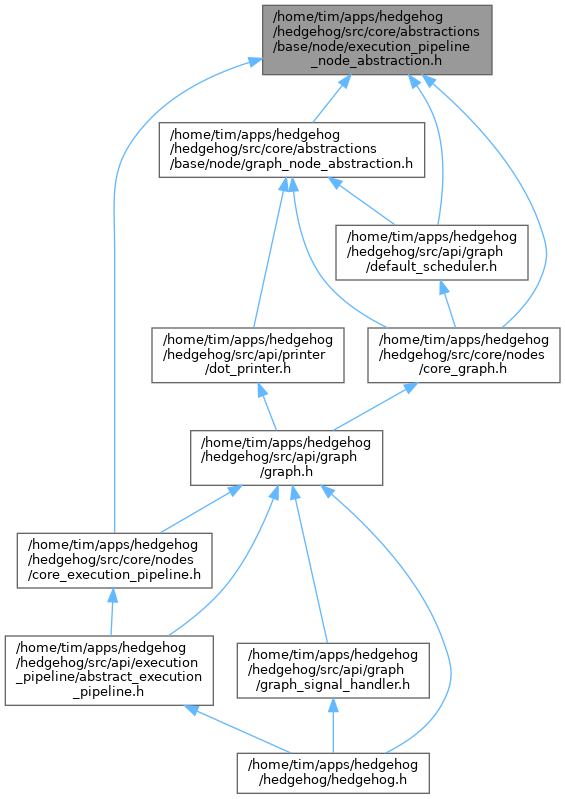 /home/tim/apps/hedgehog
/hedgehog/src/core/abstractions
/base/node/execution_pipeline
_node_abstraction.h
/home/tim/apps/hedgehog
/hedgehog/src/core/abstractions
/base/node/graph_node_abstraction.h
/home/tim/apps/hedgehog
/hedgehog/src/api/graph
/default_scheduler.h
/home/tim/apps/hedgehog
/hedgehog/src/api/printer
/dot_printer.h
/home/tim/apps/hedgehog
/hedgehog/src/core/nodes
/core_graph.h
/home/tim/apps/hedgehog
/hedgehog/src/api/graph
/graph.h
/home/tim/apps/hedgehog
/hedgehog/src/core/nodes
/core_execution_pipeline.h
/home/tim/apps/hedgehog
/hedgehog/src/api/execution
_pipeline/abstract_execution
_pipeline.h
/home/tim/apps/hedgehog
/hedgehog/src/api/graph
/graph_signal_handler.h
/home/tim/apps/hedgehog
/hedgehog/hedgehog.h